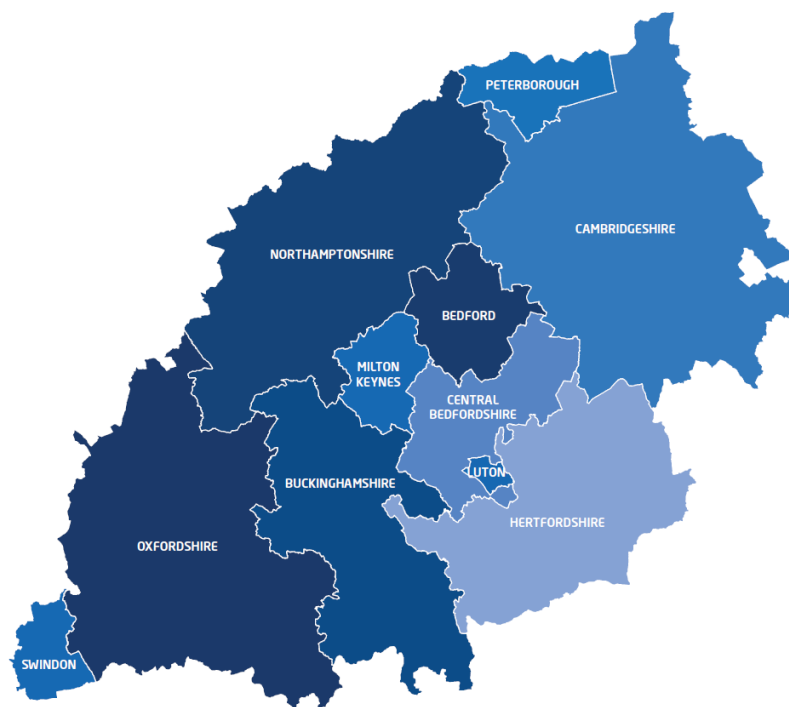 PETERBOROUGH
CAMBRIDGESHIRE
NORTHAMPTONSHIRE
BEDFORD
MILTON
KEYNES
CENTRAL
BEDFORDSHIRE
LUTON
BUCKINGHAMSHIRE
HERTFORDSHIRE
OXFORDSHIRE
SWINDON